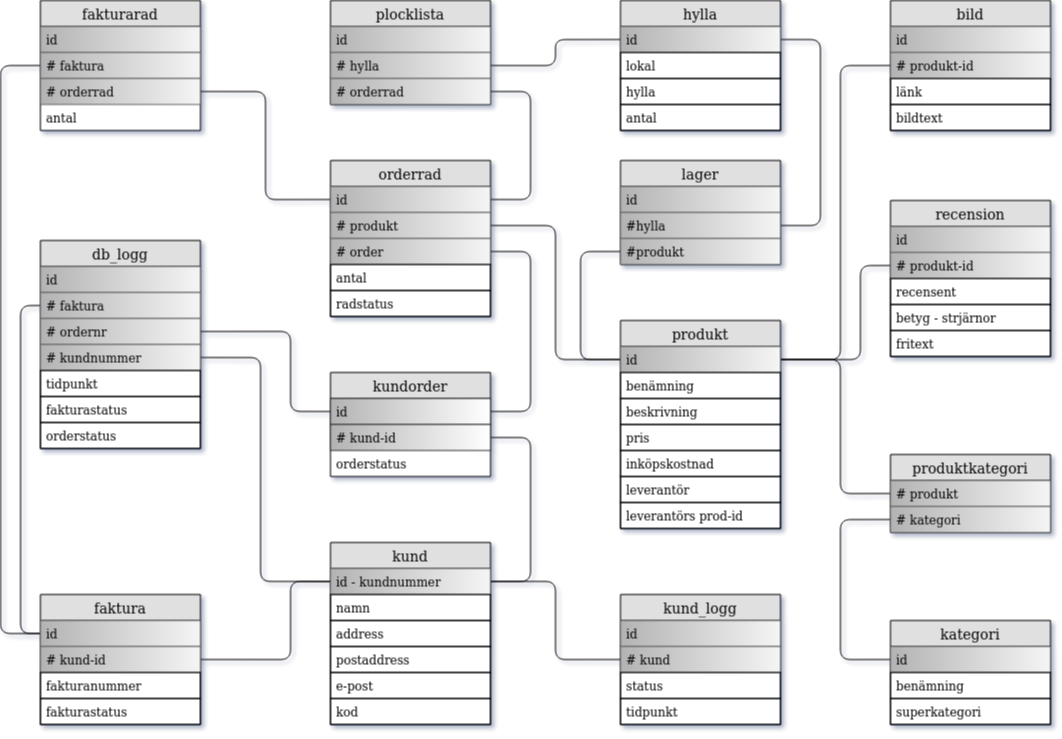 fakturarad
id
# faktura
# orderrad
antal
plocklista
id
# hylla
# orderrad
hylla
id
lokal
hylla
antal
bild
id
# produkt-id
länk
bildtext
orderrad
id
# produkt
# order
antal
radstatus
lager
id
#hylla
#produkt
recension
id
# produkt-id
recensent
betyg - strjärnor
fritext
db_logg
id
# faktura
# ordernr
# kundnummer
tidpunkt
fakturastatus
orderstatus
kundorder
id
# kund-id
orderstatus
produkt
id
benämning
beskrivning
pris
inköpskostnad
leverantör
leverantörs prod-id
produktkategori
# produkt
# kategori
faktura
id
# kund-id
fakturanummer
fakturastatus
kund
id - kundnummer
namn
address
postaddress
e-post
kod
kund_logg
id
# kund
status
tidpunkt
kategori
id
benämning
superkategori